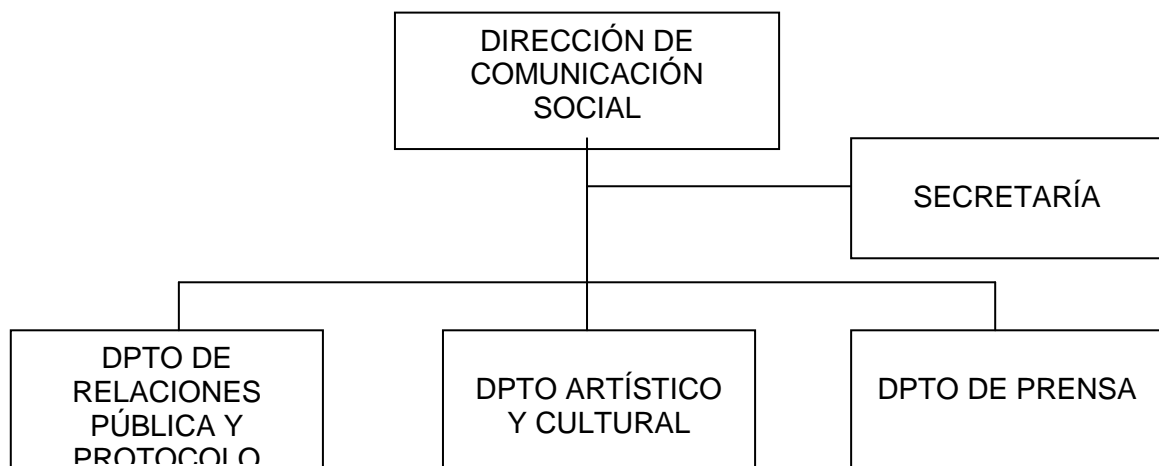 DIRECCIÓN DE
COMUNICACIÓN
SOCIAL
SECRETARÍA
DPTO DE
RELACIONES
PÚBLICA Y
PROTOCOLO
DPTO ARTÍSTICO
Y CULTURAL
DPTO DE PRENSA